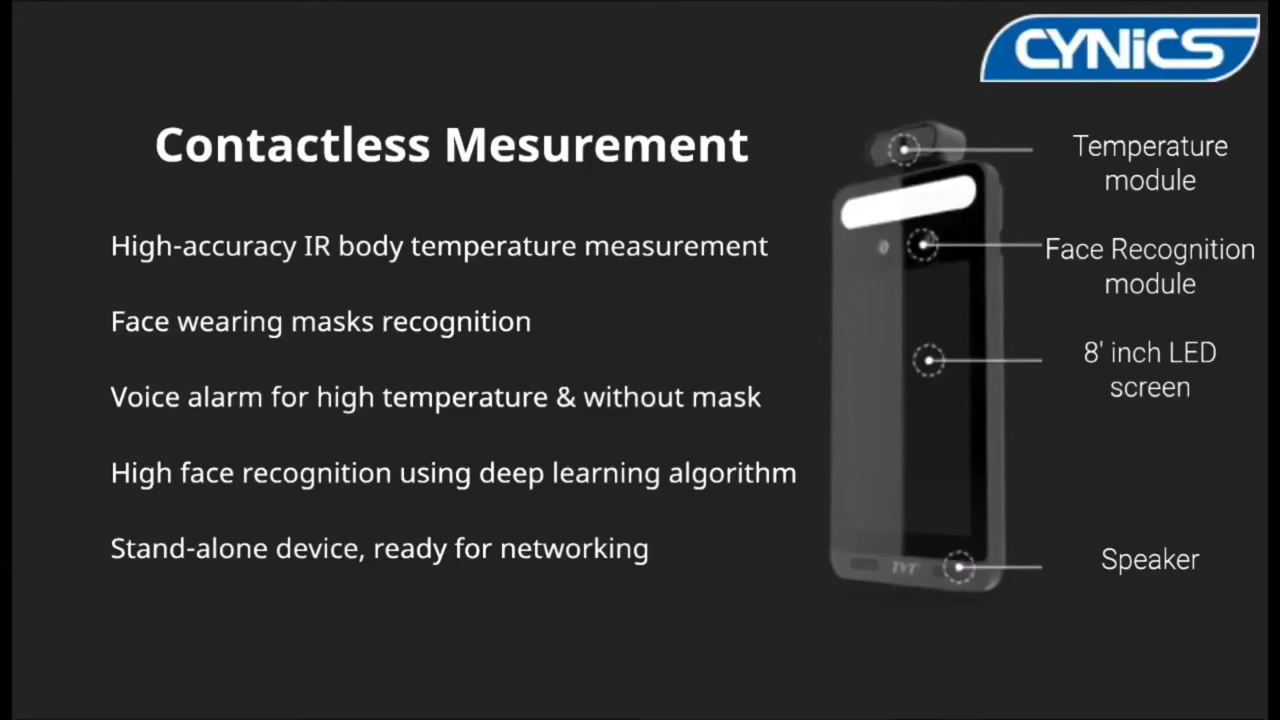 CYNiCS
Contactless Mesurement
High-accuracy IR body temperature measurement
Face wearing masks recognition
Voice alarm for high temperature & without mask
High face recognition using deep learning algorithm
Stand-alone device, ready for networking
Temperature
module
Face Recognition
module
8' inch LED
screen
Speaker
TVT